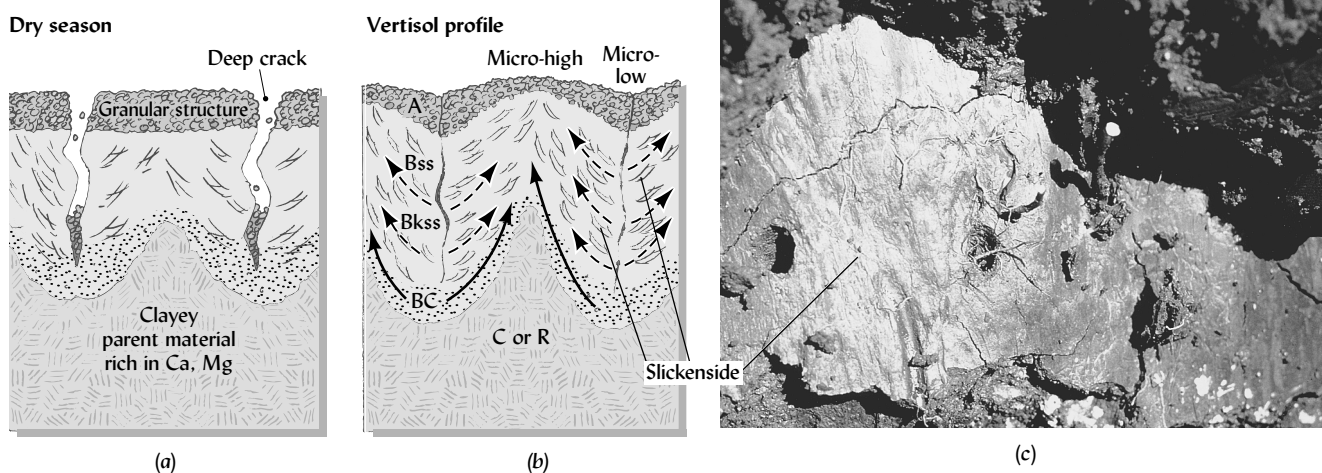 Dry season
Deep crack
Granular structure
Clayey
parent material
rich in Ca, Mg
(a)
Vertisol profile
Micro-high
Micro-
low
A
Bss
Bkss
BC
C or R
Slickenside
(b)
(c)